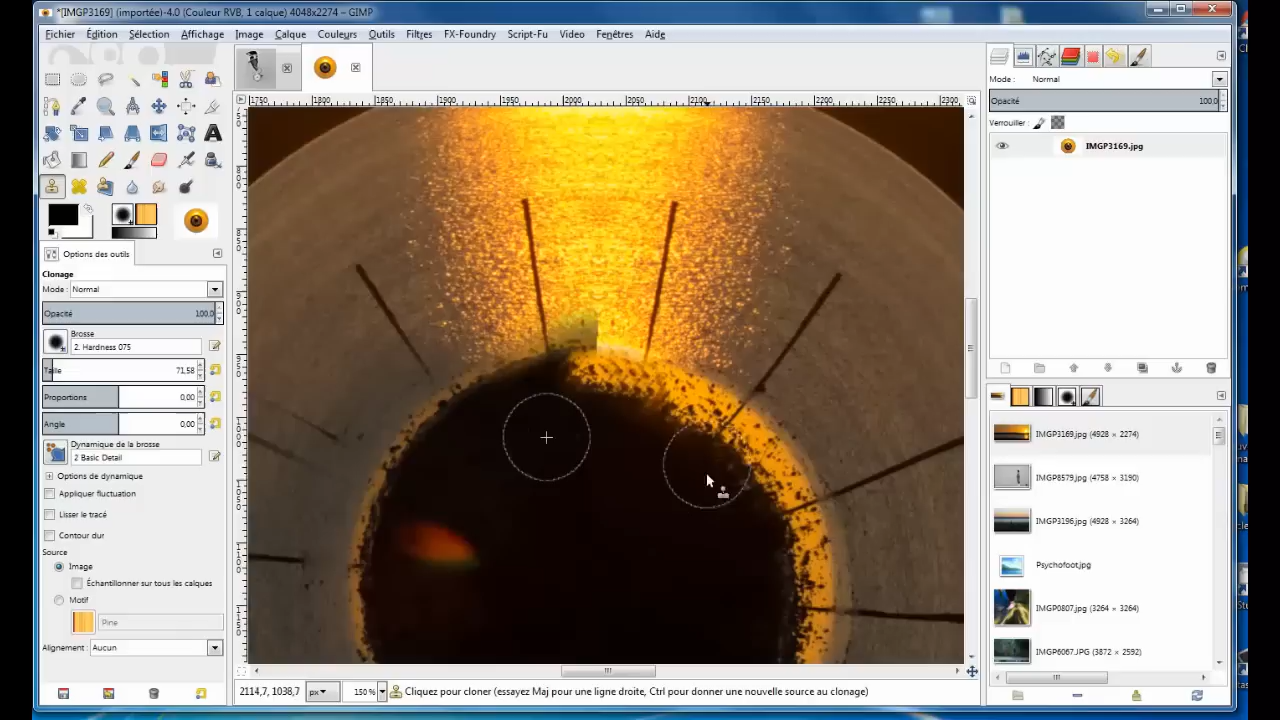 *[IMGP3169] (importée)-4.0 (Couleur RVB, 1 calque) 4048x2274 – GIMP
Fichier Édition Sélection Affichage Image Calque Couleurs Outils Filtres FX-Foundry Script-Fu Video Fenêtres Aide
1750 1800 1850 1900 1950 2000 2050 2100 2150 2200 2250 2300
Mode : Normal
Opacité 100,0
Verrouiller :
IMGP3169.jpg
Options des outils
Clonage
Mode : Normal
Opacité 100,0
Brosse
2. Hardness 075
Taille 71,58
Proportions 0,00
Angle 0,00
Dynamique de la brosse
2 Basic Detail
Options de dynamique
Appliquer fluctuation
Lisser le tracé
Contour dur
Source
Image
Échantillonner sur tous les calques
Motif
Pine
Alignement : Aucun
IMGP3169.jpg (4928 × 2274)
IMGP8579.jpg (4758 × 3190)
IMGP3196.jpg (4928 × 3264)
Psychofoot.jpg
IMGP0807.jpg (3264 × 3264)
IMGP6067.JPG (3872 × 2592)
2114,7, 1038,7 px 150 % Cliquez pour cloner (essayez Maj pour une ligne droite, Ctrl pour donner une nouvelle source au clonage)